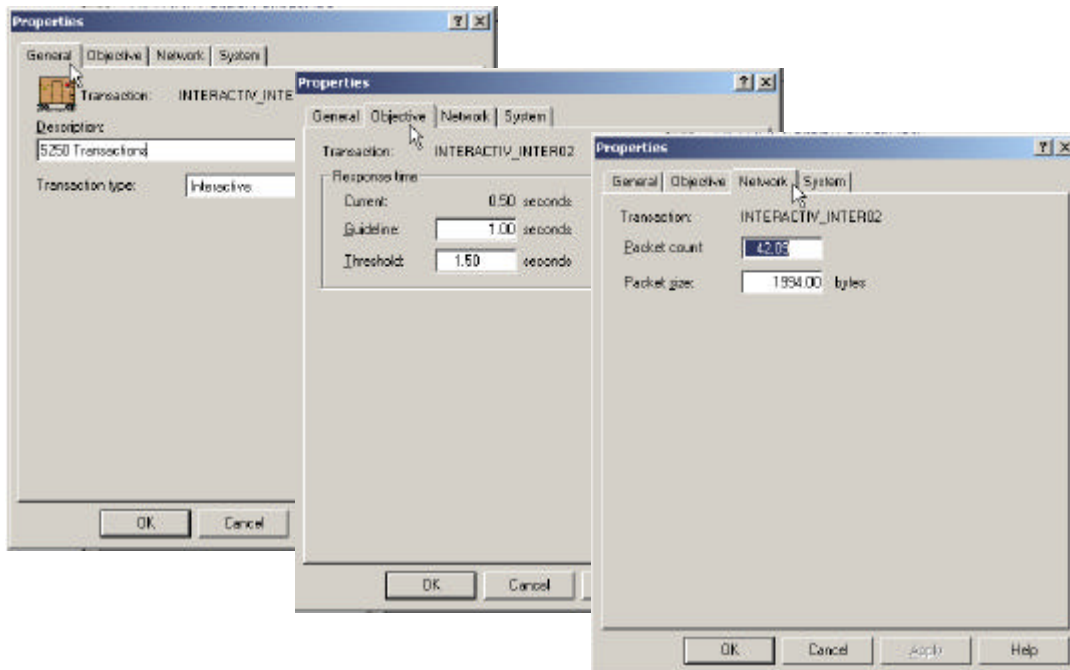 Properties
General Objective Network System
Transaction: INTERACTIV_INTE
Description:
5250 Transactions
Transaction type: Interactive
OK Cancel
Properties
General Objective Network System
Transaction: INTERACTIV_INTER02
Response time
Current: 0.50 seconds
Guideline: 1.00 seconds
Threshold: 1.50 seconds
OK Cancel
Properties
General Objective Network System
Transaction: INTERACTIV_INTER02
Packet count
Packet size: 1994.00 bytes
OK Cancel Apply Help